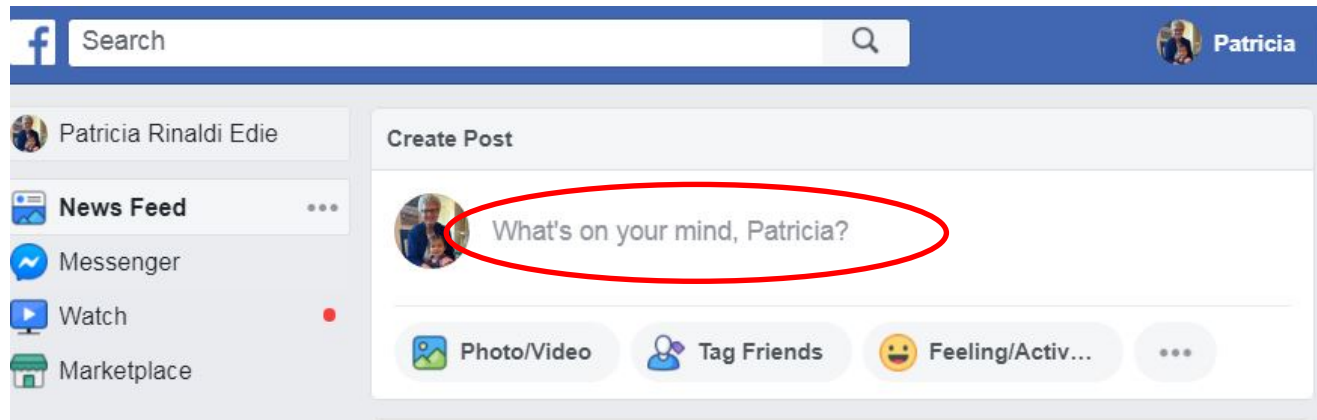 f Search Patricia
Patricia Rinaldi Edie
News Feed
Messenger
Watch
Marketplace
Create Post
What's on your mind, Patricia?
Photo/Video Tag Friends Feeling/Activ...